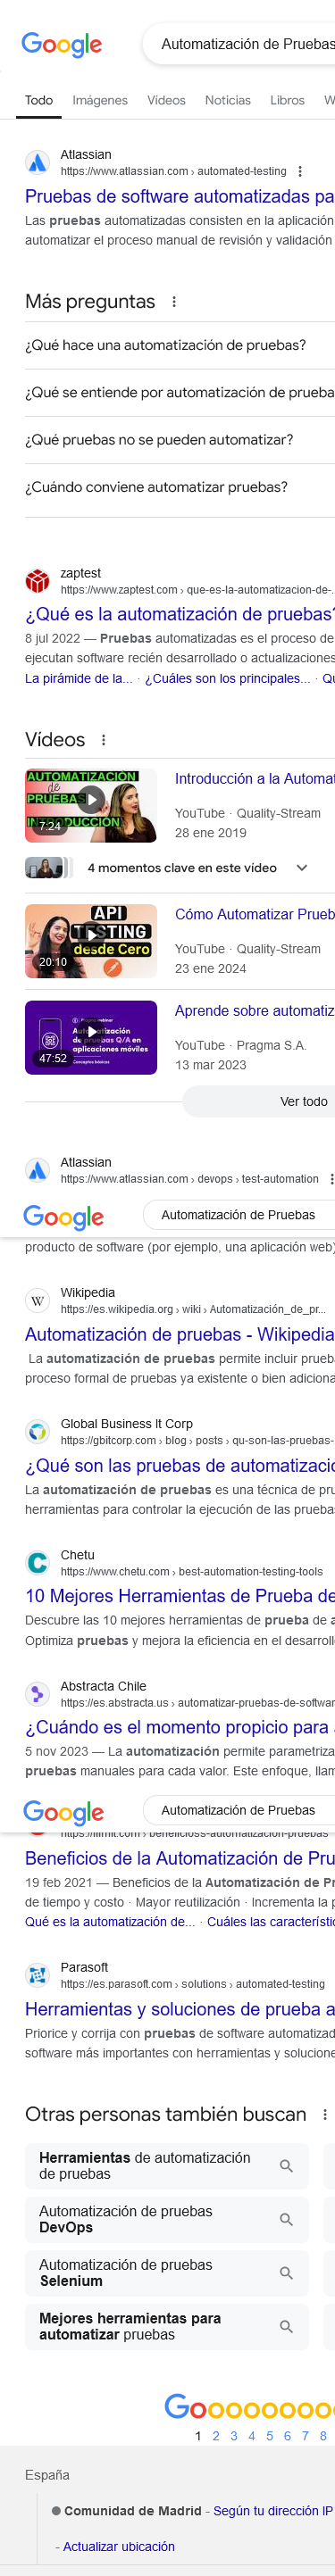 Google
Automatización de Pruebas
Todo Imágenes Vídeos Noticias Libros W
Atlassian
https://www.atlassian.com › automated-testing
Pruebas de software automatizadas pa
Las pruebas automatizadas consisten en la aplicación
automatizar el proceso manual de revisión y validación
Más preguntas
¿Qué hace una automatización de pruebas?
¿Qué se entiende por automatización de prueba
¿Qué pruebas no se pueden automatizar?
¿Cuándo conviene automatizar pruebas?
zaptest
https://www.zaptest.com › que-es-la-automatizacion-de-.
¿Qué es la automatización de pruebas?
8 jul 2022 — Pruebas automatizadas es el proceso de
ejecutan software recién desarrollado o actualizaciones
La pirámide de la... · ¿Cuáles son los principales... · Qu
Vídeos
AUTOMATIZACIÓN
de
PRUEBAS
INTRODUCCIÓN
7:24
Introducción a la Automat
YouTube · Quality-Stream
28 ene 2019
4 momentos clave en este vídeo
API
TESTING
desde Cero
20:10
Cómo Automatizar Prueb
YouTube · Quality-Stream
23 ene 2024
Automatización
de pruebas Q/A en
aplicaciones móviles
47:52
Aprende sobre automatiz
YouTube · Pragma S.A.
13 mar 2023
Ver todo
Atlassian
https://www.atlassian.com › devops › test-automation
Google
Automatización de Pruebas
producto de software (por ejemplo, una aplicación web)
W
Wikipedia
https://es.wikipedia.org › wiki › Automatización_de_pr...
Automatización de pruebas - Wikipedia
La automatización de pruebas permite incluir prueb
proceso formal de pruebas ya existente o bien adiciona
Global Business It Corp
https://gbitcorp.com › blog › posts › qu-son-las-pruebas-
¿Qué son las pruebas de automatizació
La automatización de pruebas es una técnica de pru
herramientas para controlar la ejecución de las prueba
Chetu
https://www.chetu.com › best-automation-testing-tools
10 Mejores Herramientas de Prueba de
Descubre las 10 mejores herramientas de prueba de a
Optimiza pruebas y mejora la eficiencia en el desarroll
Abstracta Chile
https://es.abstracta.us › automatizar-pruebas-de-softwar
¿Cuándo es el momento propicio para
5 nov 2023 — La automatización permite parametriza
pruebas manuales para cada valor. Este enfoque, llam
Google
Automatización de Pruebas
Beneficios de la Automatización de Pru
19 feb 2021 — Beneficios de la Automatización de Pr
de tiempo y costo · Mayor reutilización · Incrementa la p
Qué es la automatización de... · Cuáles las característic
Parasoft
https://es.parasoft.com › solutions › automated-testing
Herramientas y soluciones de prueba a
Priorice y corrija con pruebas de software automatizad
software más importantes con herramientas y solucione
Otras personas también buscan
Herramientas de automatización
de pruebas
Automatización de pruebas
DevOps
Automatización de pruebas
Selenium
Mejores herramientas para
automatizar pruebas
Goooooooooo
1 2 3 4 5 6 7 8
España
Comunidad de Madrid - Según tu dirección IP
- Actualizar ubicación